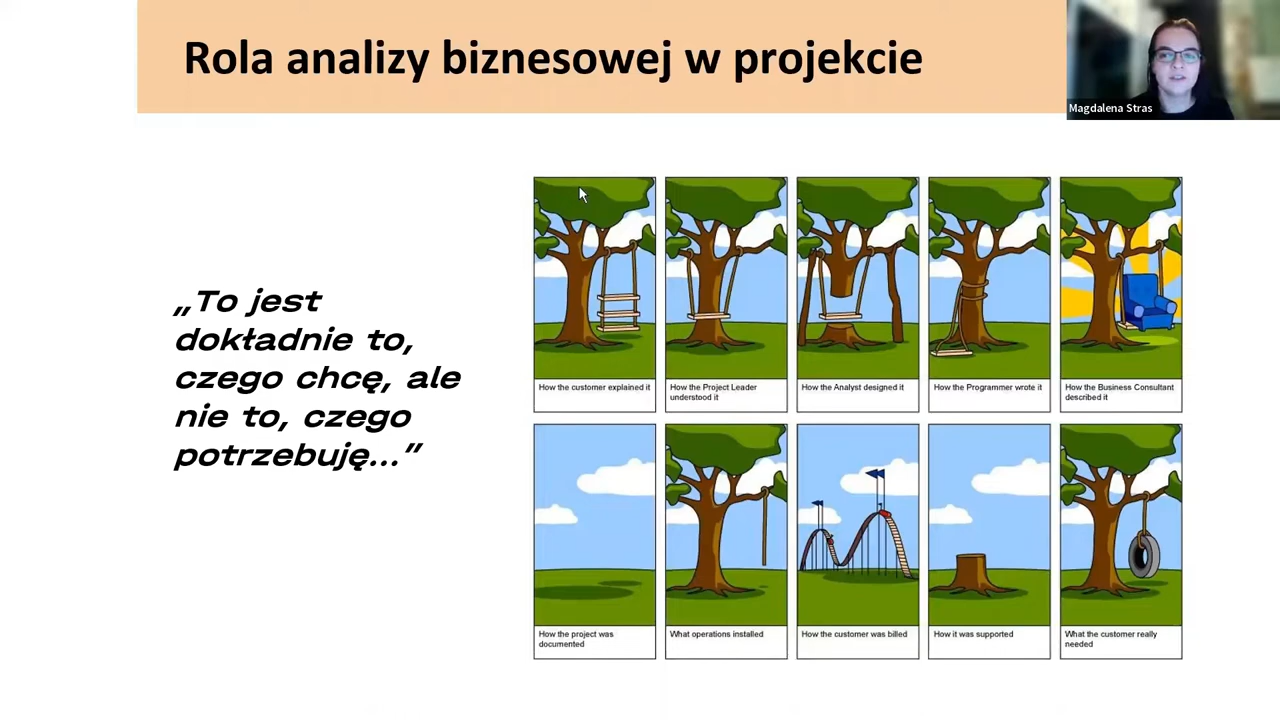 Rola analizy biznesowej w projekcie
Magdalena Stras
„To jest
dokładnie to,
czego chcę, ale
nie to, czego
potrzebuję...”
How the customer explained it
How the Project Leader
understood it
How the Analyst designed it
How the Programmer wrote it
How the Business Consultant
described it
How the project was
documented
What operations installed
How the customer was billed
How it was supported
What the customer really
needed